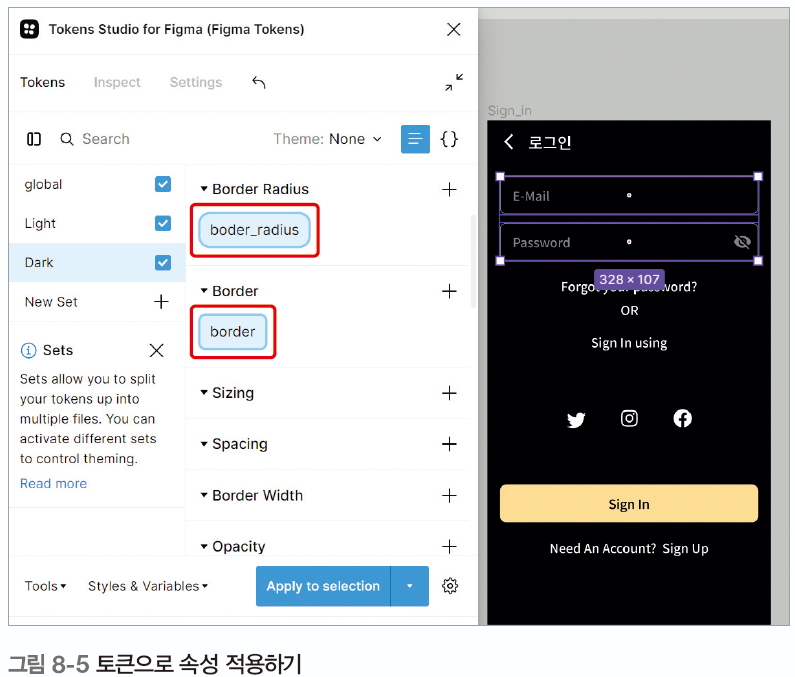 Tokens Studio for Figma (Figma Tokens)
Tokens Inspect Settings
Search Theme: None {}
global
Light
Dark
New Set
Sets
Sets allow you to split
your tokens up into
multiple files. You can
activate different sets
to control theming.
Read more
Border Radius
boder_radius
Border
border
Sizing
Spacing
Border Width
Opacity
Tools Styles & Variables Apply to selection
Sign_in
로그인
E-Mail
Password
328 × 107
Forgot your password?
OR
Sign In using
Sign In
Need An Account? Sign Up
그림 8-5 토큰으로 속성 적용하기